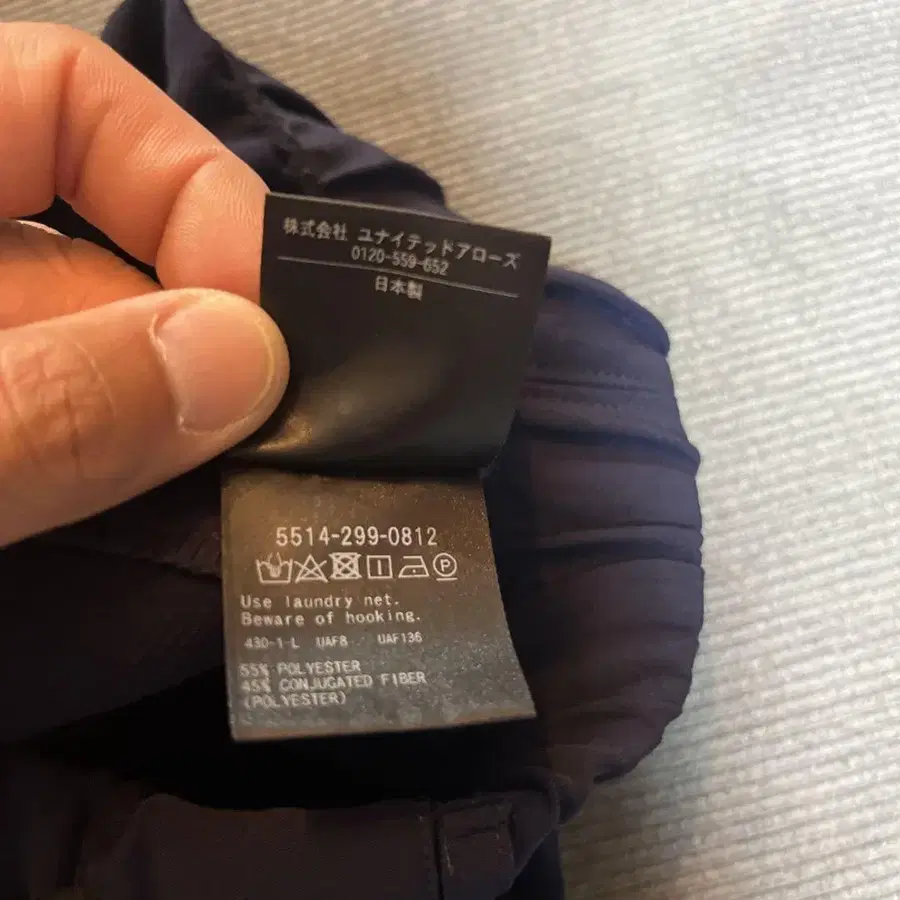 株式会社 ユナイテッドアローズ
0120-559-652
日本製
5514-299-0812
Use laundry net.
Beware of hooking.
430-1-L UAF8 UAF136
55% POLYESTER
45% CONJUGATED FIBER
(POLYESTER)